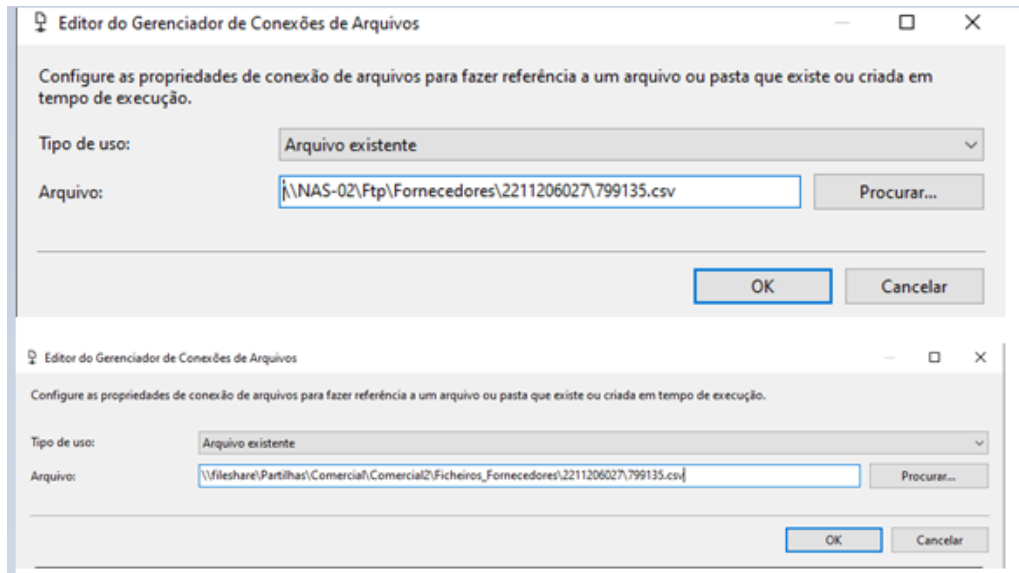 Editor do Gerenciador de Conexões de Arquivos
Configure as propriedades de conexão de arquivos para fazer referência a um arquivo ou pasta que existe ou criada em
tempo de execução.
Tipo de uso: Arquivo existente
Arquivo: \\NAS-02\Ftp\Fornecedores\2211206027\799135.csv Procurar...
OK Cancelar
Editor do Gerenciador de Conexões de Arquivos
Configure as propriedades de conexão de arquivos para fazer referência a um arquivo ou pasta que existe ou criada em tempo de execução.
Tipo de uso: Arquivo existente
Arquivo: \\fileshare\Partilhas\Comercial\Comercial2\Ficheiros_Fornecedores\2211206027\799135.csv Procurar...
OK Cancelar